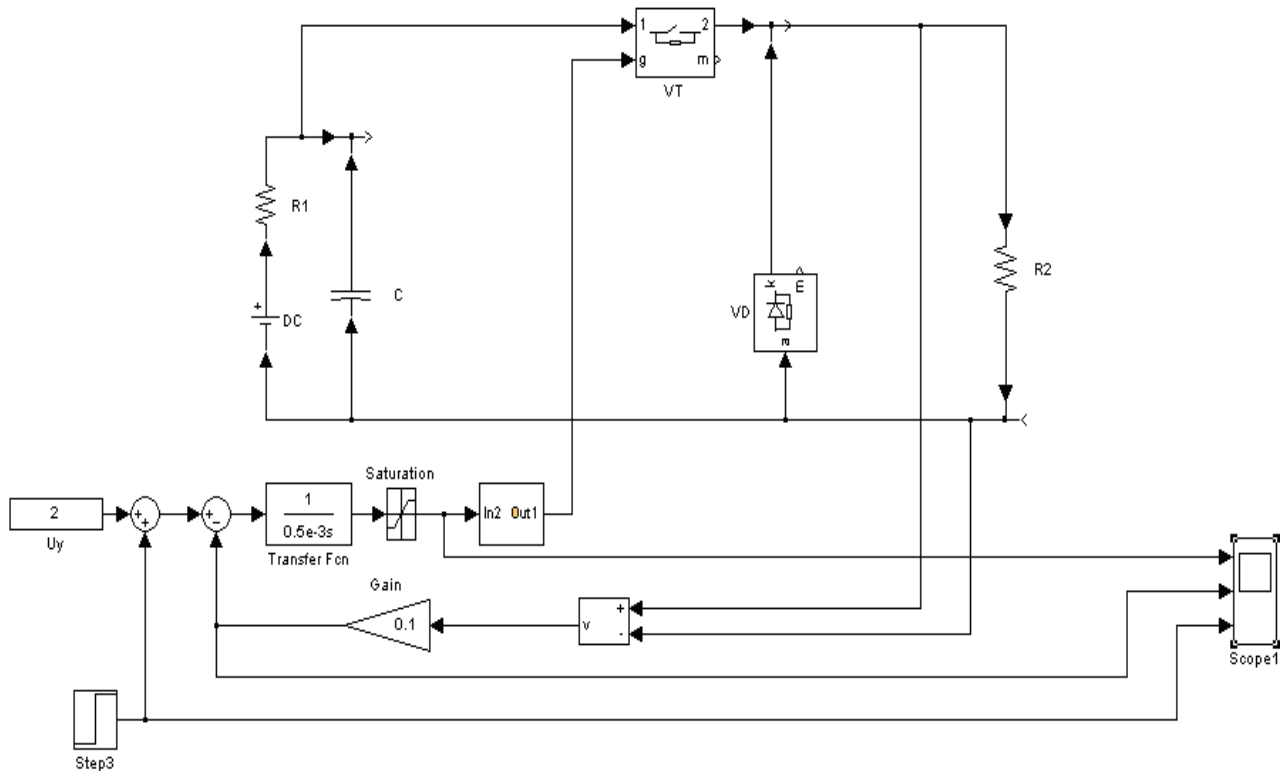 1
2
g
m
VT
R1
+
DC
C
k
m
VD
a
R2
Saturation
2
Uy
+
+
+
-
1
0.5e-3s
Transfer Fcn
In2 Out1
Gain
0.1
v
+
-
Scope1
Step3